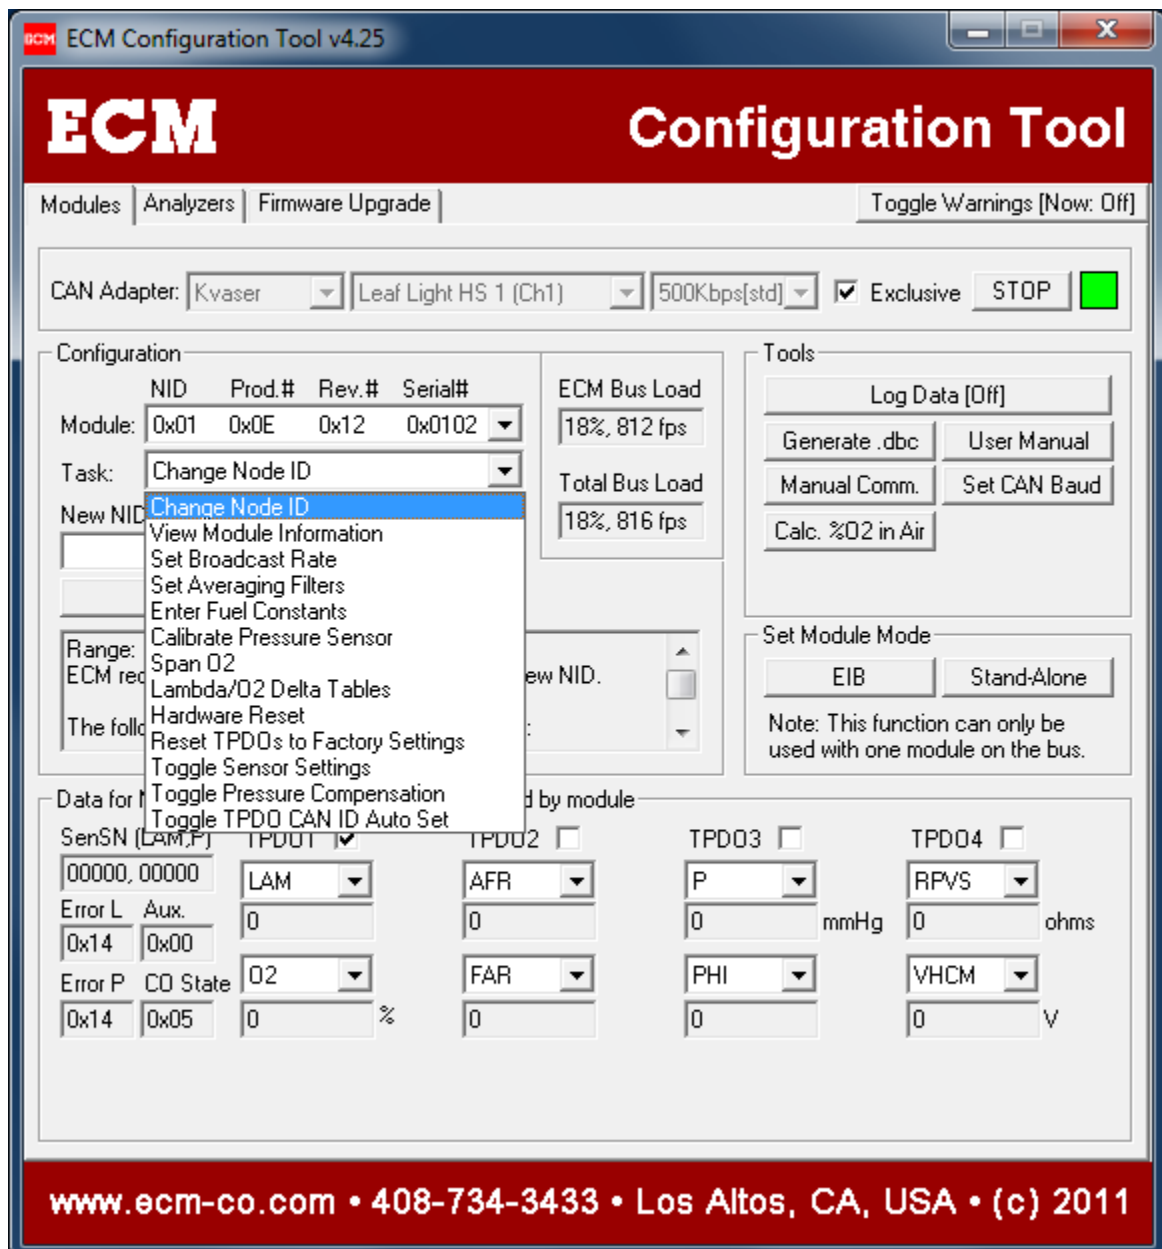 ECM ECM Configuration Tool v4.25
ECM Configuration Tool
Modules Analyzers Firmware Upgrade Toggle Warnings [Now: Off]
CAN Adapter: Kvaser Leaf Light HS 1 (Ch1) 500Kbps[std] Exclusive STOP
Configuration
NID Prod.# Rev.# Serial#
Module: 0x01 0x0E 0x12 0x0102
Task: Change Node ID
New NID
Change Node ID
View Module Information
Set Broadcast Rate
Set Averaging Filters
Enter Fuel Constants
Calibrate Pressure Sensor
Span O2
Lambda/O2 Delta Tables
Hardware Reset
Reset TPDOs to Factory Settings
Toggle Sensor Settings
Toggle Pressure Compensation
Toggle TPDO CAN ID Auto Set
Range:
ECM NID.
The
ECM Bus Load
18%, 812 fps
Total Bus Load
18%, 816 fps
Tools
Log Data [Off]
Generate .dbc User Manual
Manual Comm. Set CAN Baud
Calc. %O2 in Air
Set Module Mode
EIB Stand-Alone
Note: This function can only be
used with one module on the bus.
Data for by module
SenSN (LAM,P) TPDO1 TPDO2 TPDO3 TPDO4
00000, 00000 LAM AFR P RPVS
Error L Aux. 0 0 0 mmHg 0 ohms
0x14 0x00
Error P CO State O2 FAR PHI VHCM
0x14 0x05 0 % 0 0 0 V
www.ecm-co.com • 408-734-3433 • Los Altos, CA, USA • (c) 2011